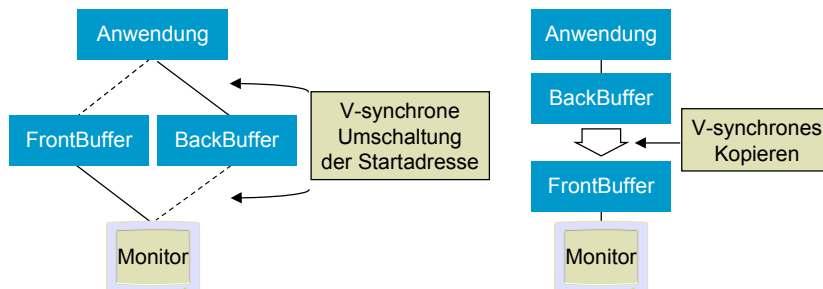 Anwendung
FrontBuffer
BackBuffer
V-synchrone
Umschaltung
der Startadresse
Monitor
Anwendung
BackBuffer
V-synchrones
Kopieren
FrontBuffer
Monitor